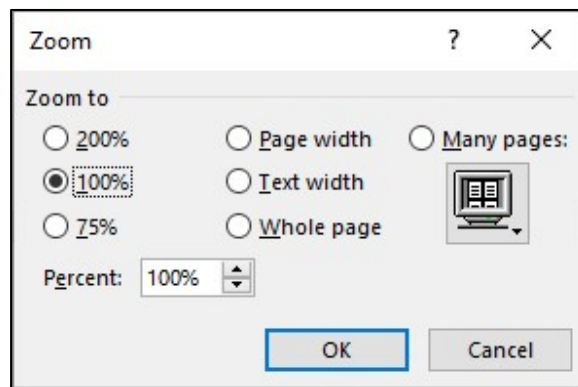 Zoom ?
Zoom to
200% Page width Many pages:
100% Text width
75% Whole page
Percent: 100%
OK Cancel